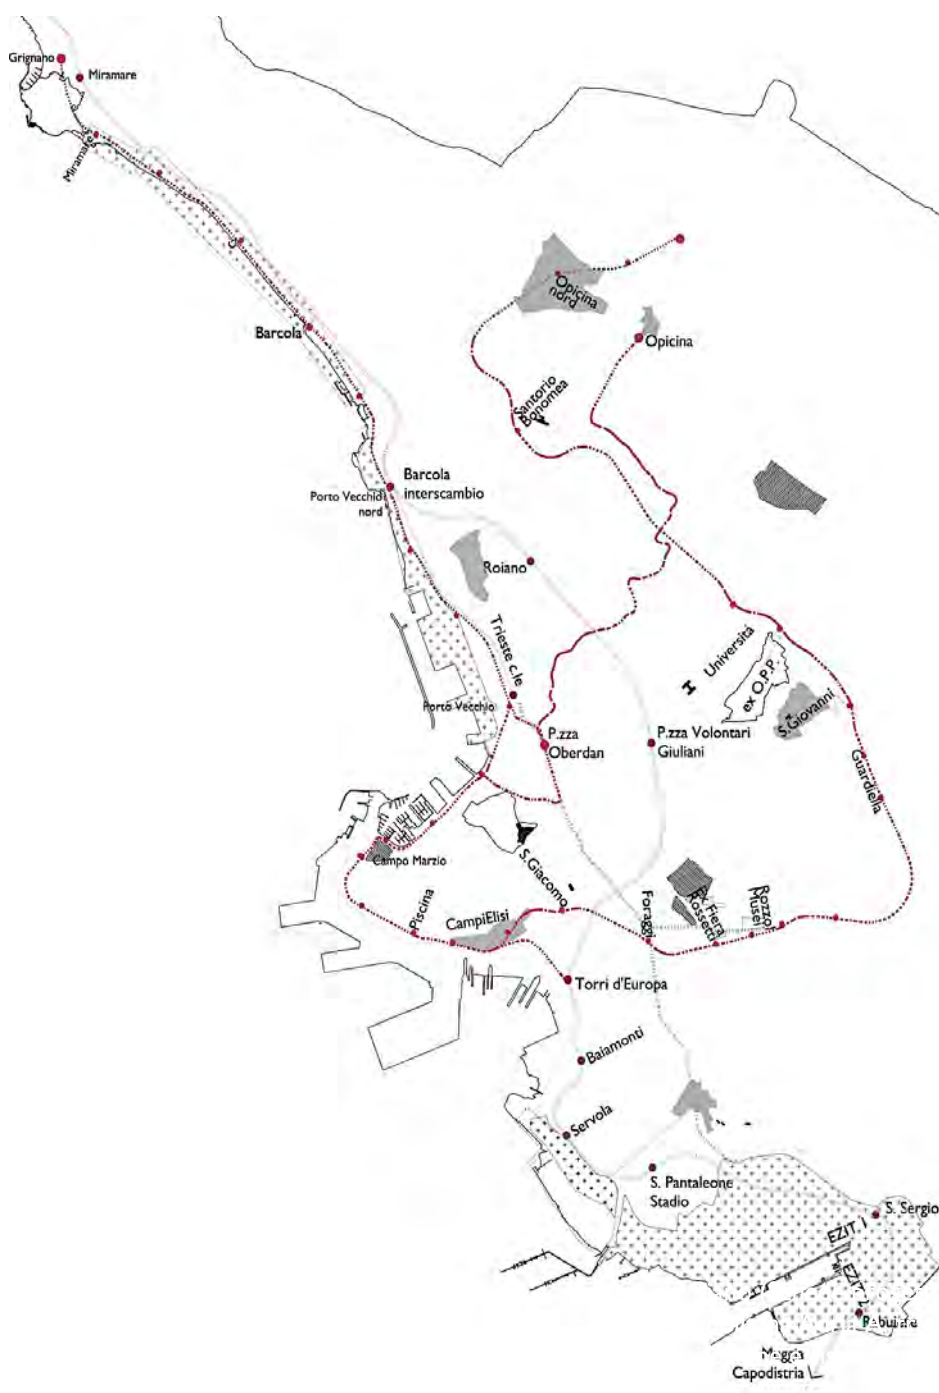 Grignano
Miramare
Miramare
Opicina
nord
Opicina
Barcola
Santorio
Bonomea
Barcola
interscambio
Porto Vecchio
nord
Roiano
Trieste c.le
Università
ex O.P.P.
S.Giovanni
Porto Vecchio
P.zza
Oberdan
P.zza Volontari
Giuliani
Guardiella
Campo Marzio
S.Giacomo
Piscina
CampiElisi
Foraggi
Ex Fiera
Rossetti
Rozzol
Musei
Torri d'Europa
Baiamonti
Servola
S. Pantaleone
Stadio
S. Sergio
EZIT 1
EZIT 2
Capodistria